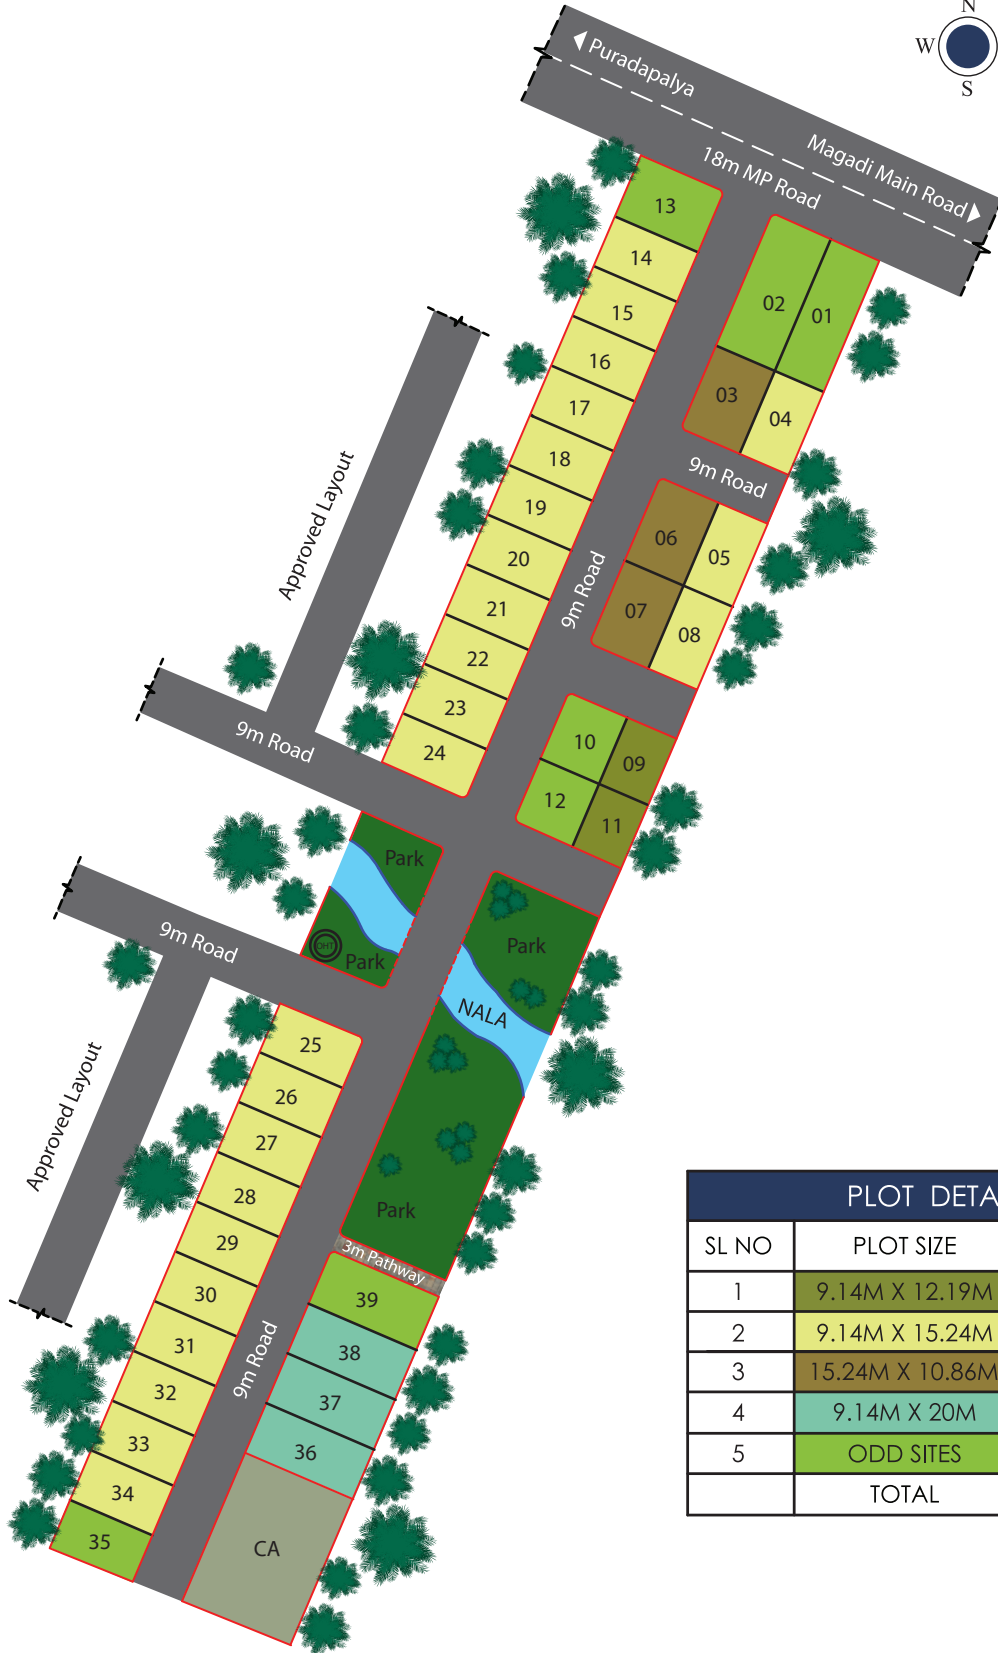 N
W
S
Puradapalya
Magadi Main Road
18m MP Road
13
14
15
16
17
18
19
20
21
22
23
24
02
01
03
04
9m Road
06
05
07
08
9m Road
10
09
12
11
Approved Layout
9m Road
Park
OHT
Park
Park
NALA
Park
9m Road
Approved Layout
25
26
27
28
29
30
31
32
33
34
35
9m Road
3m Pathway
39
38
37
36
CA
PLOT DETA
SL NO PLOT SIZE
1 9.14M X 12.19M
2 9.14M X 15.24M
3 15.24M X 10.86M
4 9.14M X 20M
5 ODD SITES
TOTAL